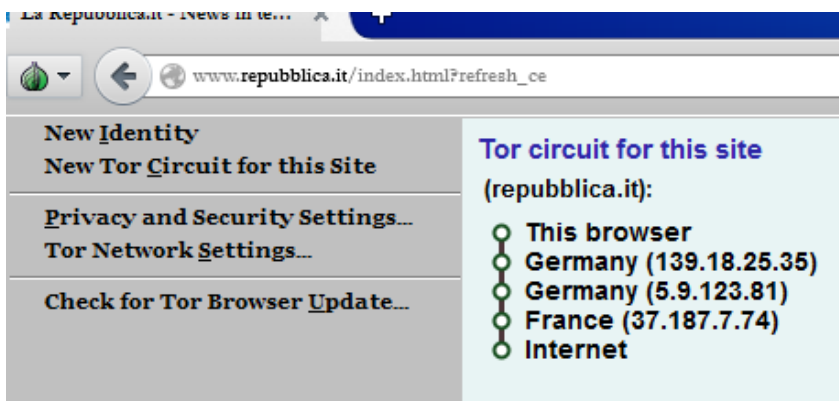 La Repubblica.it - News in te...
www.repubblica.it/index.html?refresh_ce
New Identity
New Tor Circuit for this Site
Privacy and Security Settings...
Tor Network Settings...
Check for Tor Browser Update...
Tor circuit for this site
(repubblica.it):
This browser
Germany (139.18.25.35)
Germany (5.9.123.81)
France (37.187.7.74)
Internet